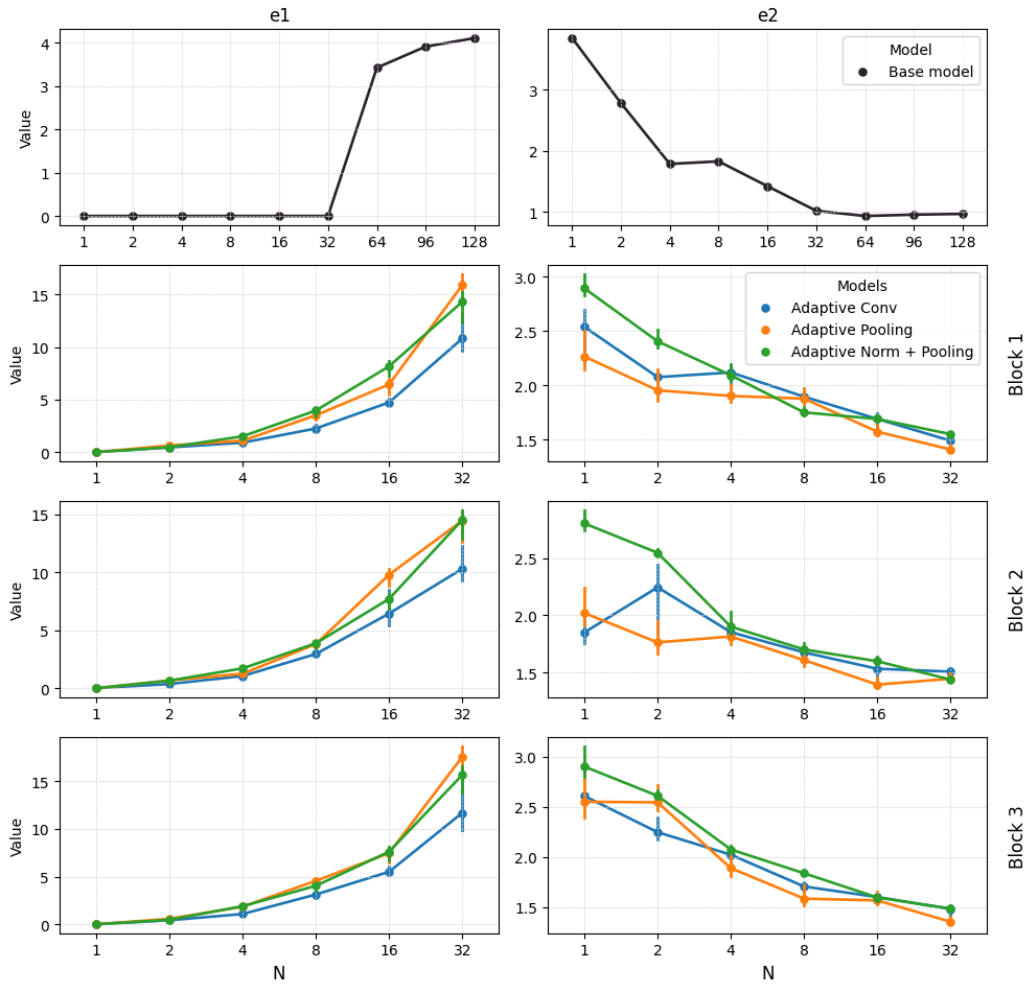 e1
e2
Value
4
3
2
1
0
1 2 4 8 16 32 64 96 128
3
2
1
Model
Base model
1 2 4 8 16 32 64 96 128
Value
15
10
5
0
1 2 4 8 16 32
3.0
2.5
2.0
1.5
Models
Adaptive Conv
Adaptive Pooling
Adaptive Norm + Pooling
1 2 4 8 16 32
Block 1
Value
15
10
5
0
1 2 4 8 16 32
2.5
2.0
1.5
1 2 4 8 16 32
Block 2
Value
15
10
5
0
1 2 4 8 16 32
N
3.0
2.5
2.0
1.5
1 2 4 8 16 32
N
Block 3